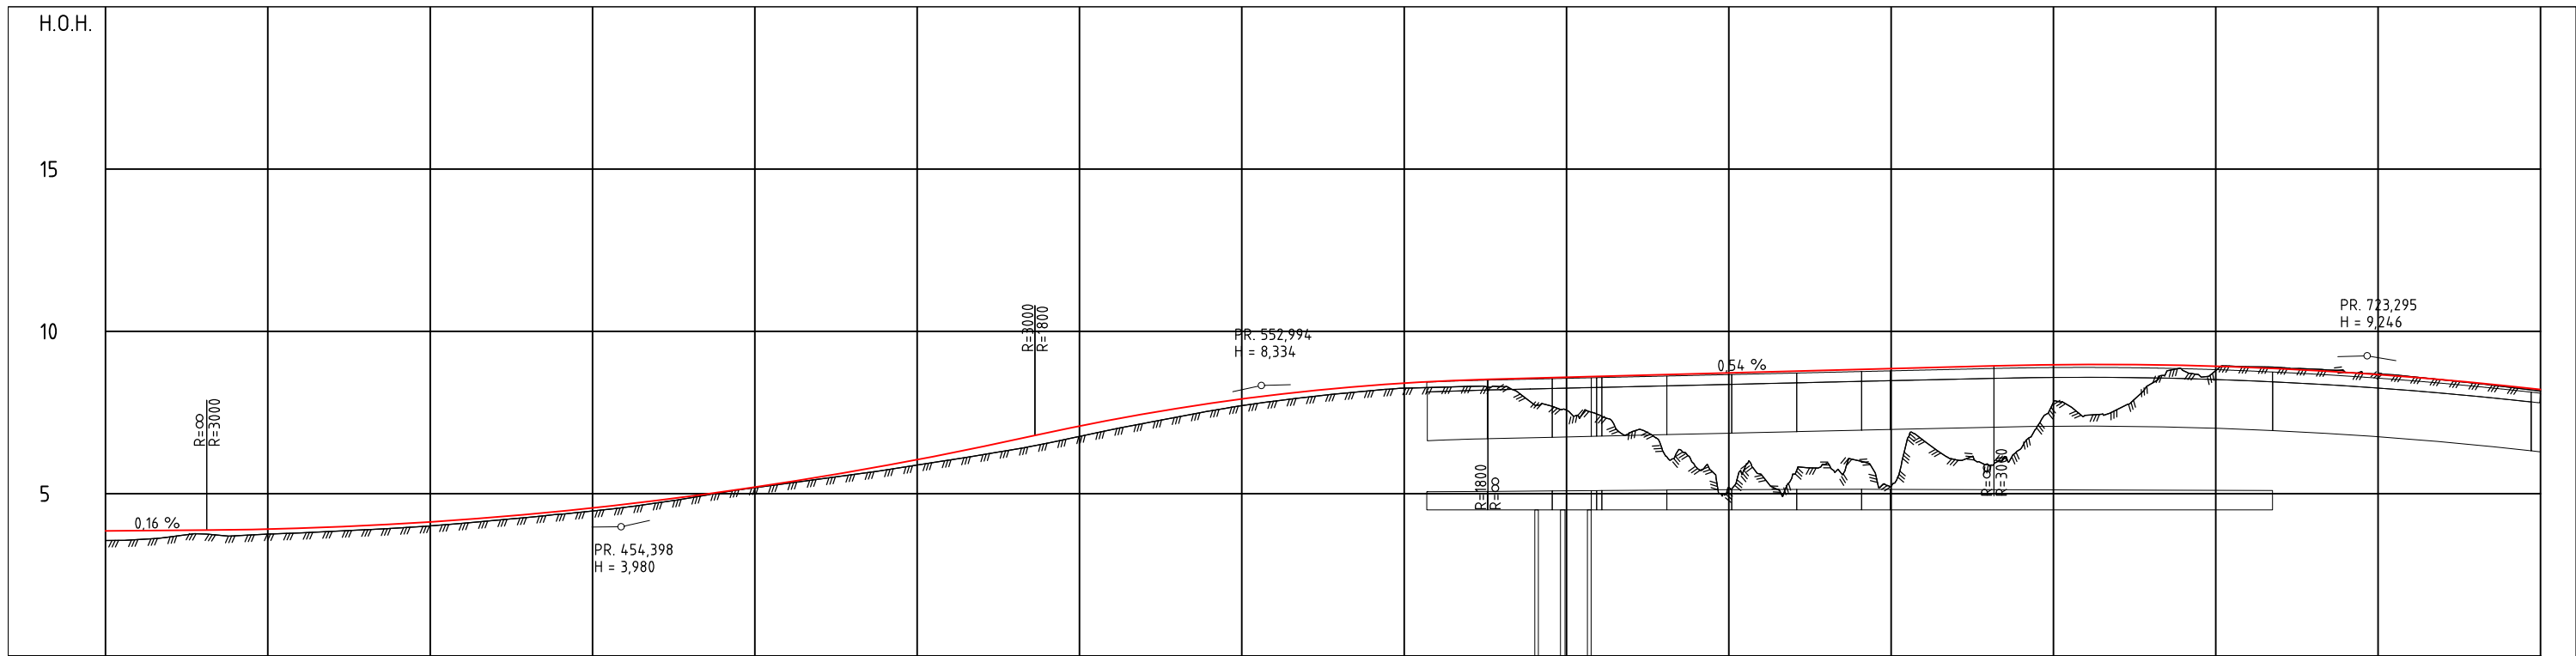 H.O.H.
15
10
5
0,16 %
R=∞
R=3000
PR. 454,398
H = 3,980
R=3000
R=1800
PR. 552,994
H = 8,334
R=1800
R=∞
0,54 %
R=∞
R=3000
PR. 723,295
H = 9,246